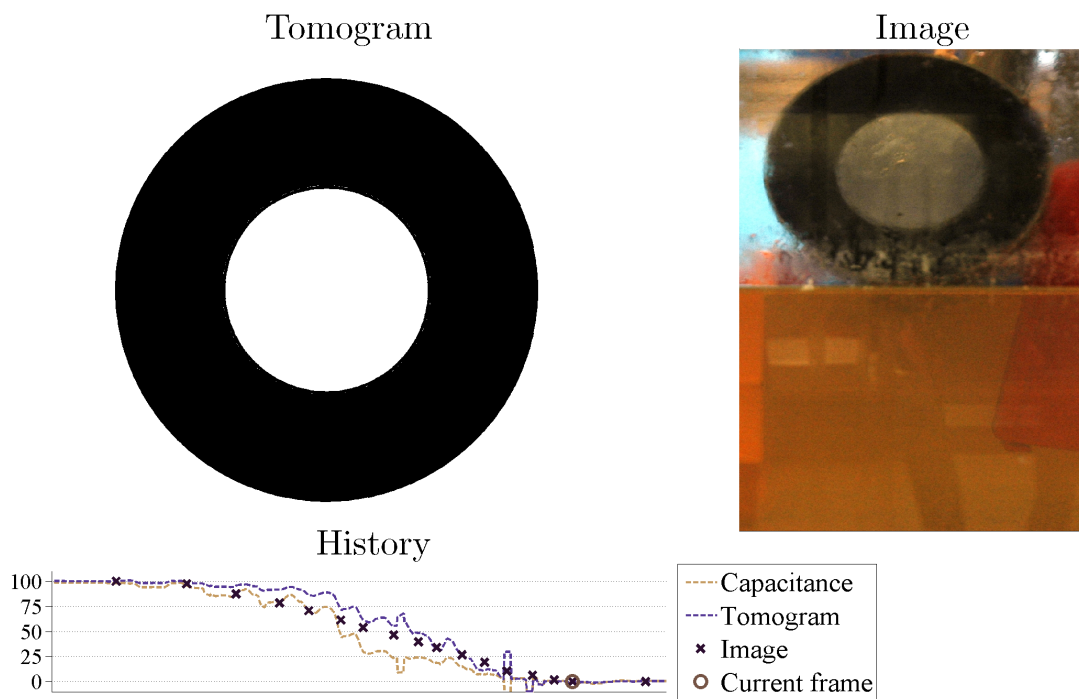 Tomogram
Image
History
100
75
50
25
0
Capacitance
Tomogram
Image
Current frame